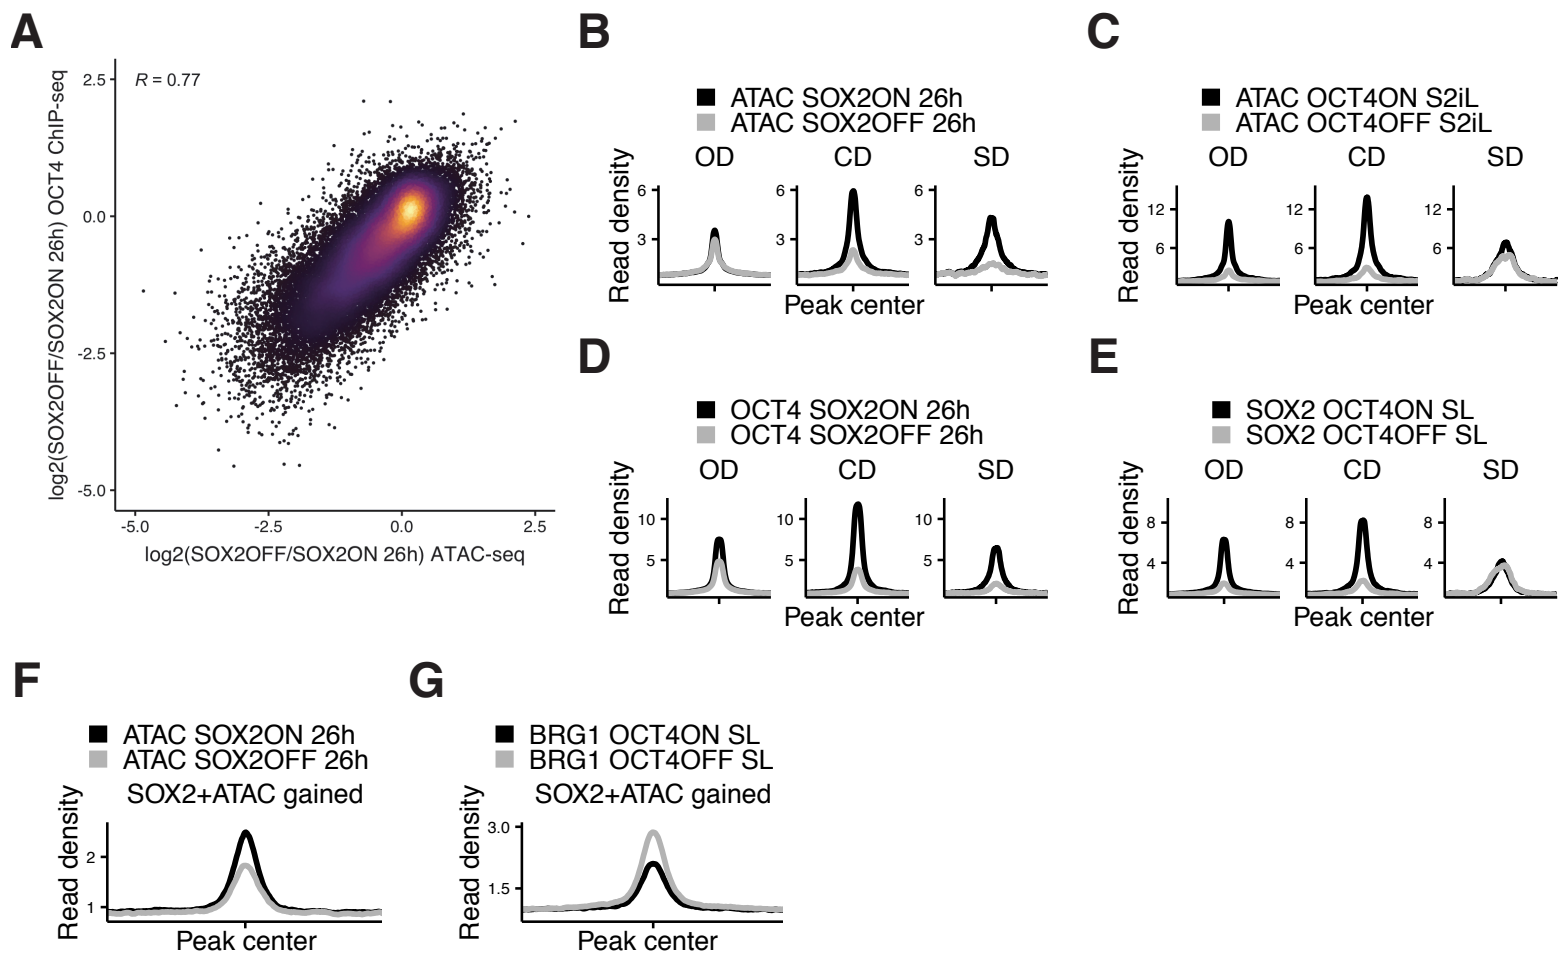 A
log2(SOX2OFF/SOX2ON 26h) OCT4 ChIP-seq
2.5
0.0
-2.5
-5.0
R = 0.77
-5.0 -2.5 0.0 2.5
log2(SOX2OFF/SOX2ON 26h) ATAC-seq
B
ATAC SOX2ON 26h
ATAC SOX2OFF 26h
OD CD SD
Read density
6 6 6
3 3 3
Peak center
C
ATAC OCT4ON S2iL
ATAC OCT4OFF S2iL
OD CD SD
Read density
12 12 12
6 6 6
Peak center
D
OCT4 SOX2ON 26h
OCT4 SOX2OFF 26h
OD CD SD
Read density
10 10 10
5 5 5
Peak center
E
SOX2 OCT4ON SL
SOX2 OCT4OFF SL
OD CD SD
Read density
8 8 8
4 4 4
Peak center
F
ATAC SOX2ON 26h
ATAC SOX2OFF 26h
SOX2+ATAC gained
Read density
2
1
Peak center
G
BRG1 OCT4ON SL
BRG1 OCT4OFF SL
SOX2+ATAC gained
Read density
3.0
1.5
Peak center